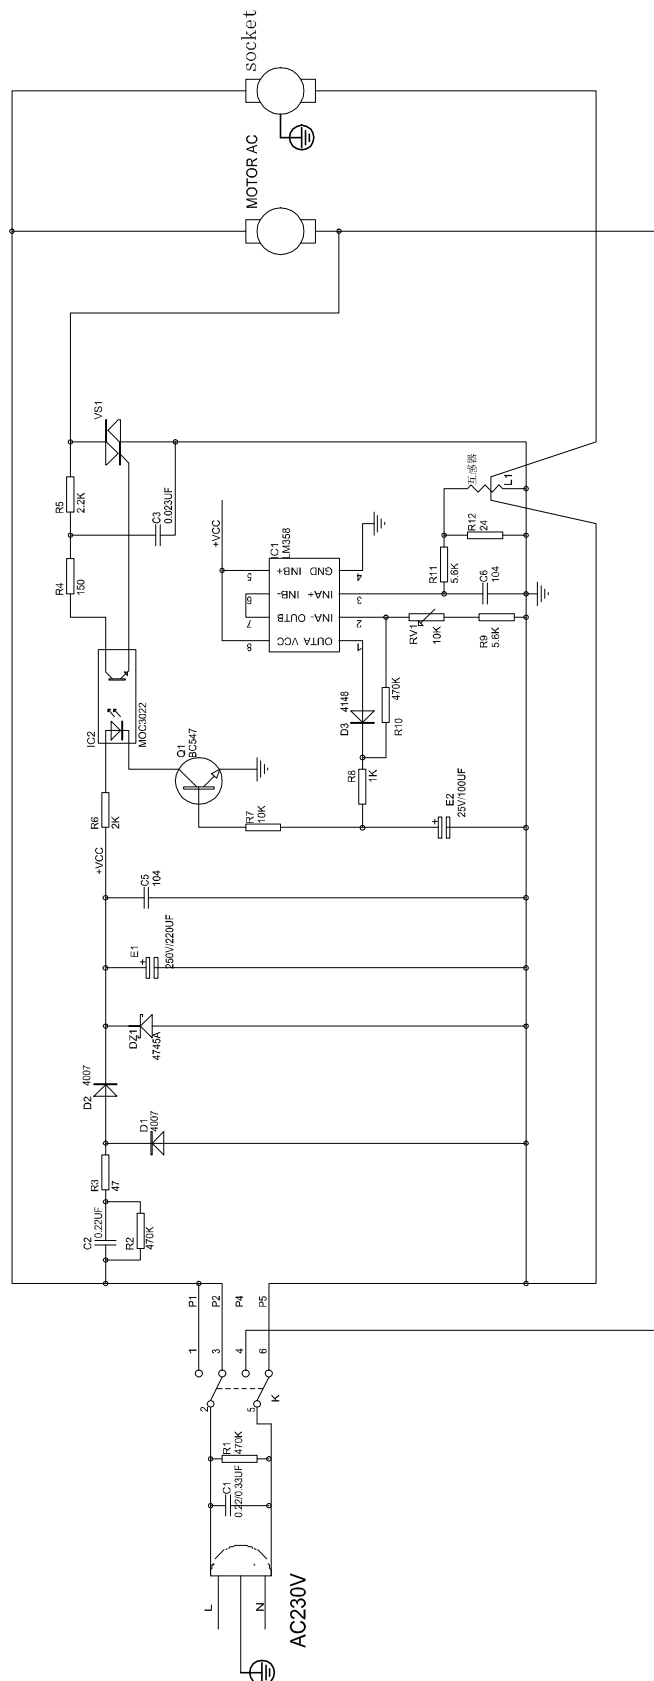 socket
MOTOR AC
VS1
R5
2.2K
C3
0.023UF
R4
150
IC2
MOC3022
Q1
BC547
R6
2K
+VCC
+VCC
IC1
LM358
5
6
7
8
INB+
INB-
OUTB
VCC
GND
INA+
INA-
OUTA
4
3
2
1
互感器
L1
R12
24
R11
5.6K
C6
104
RV1
10K
R9
5.6K
D3
4148
470K
R10
R8
1K
R7
10K
E2
25V/100UF
C5
104
E1
250V/220UF
DZ1
4745A
D2
4007
D1
4007
R3
47
C2
0.22UF
R2
470K
P1
P2
P4
P5
1
3
4
6
2
5
K
R1
470K
C1
0.22/0.33UF
L
N
AC230V